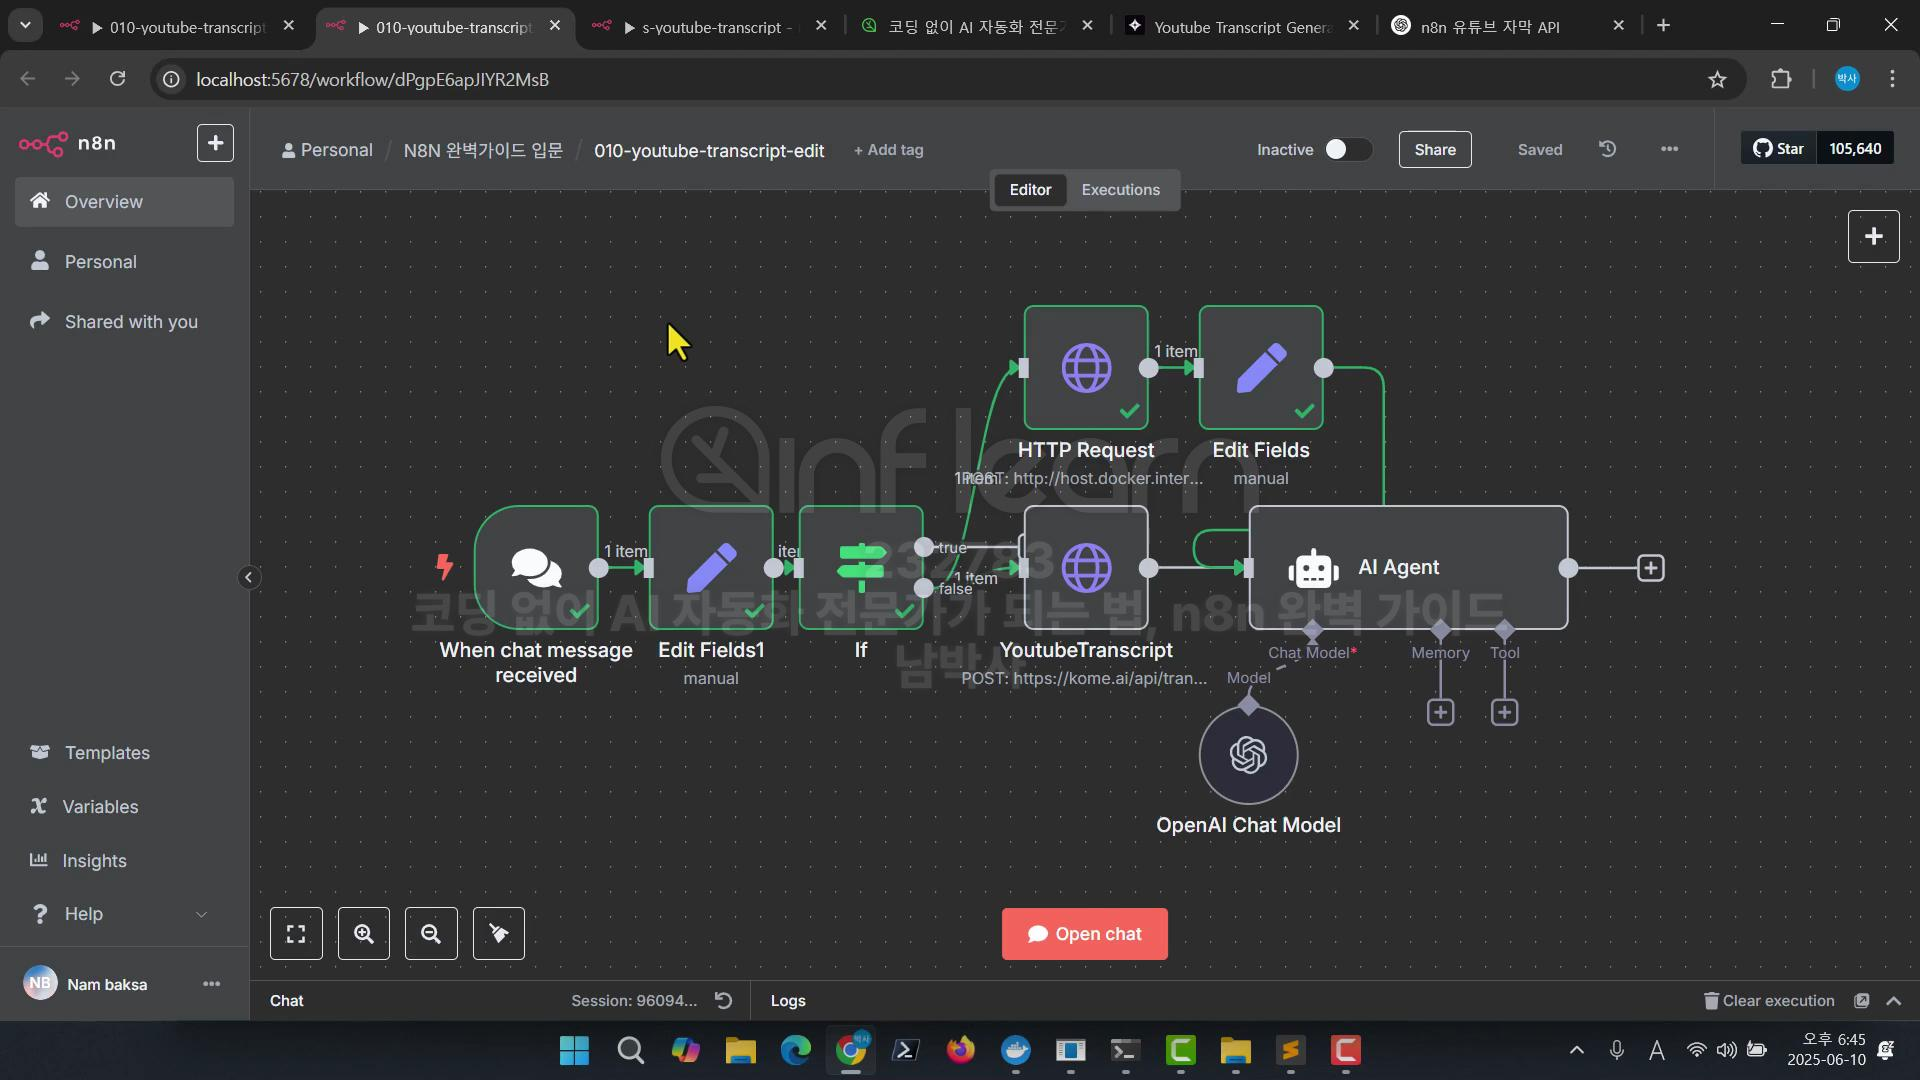 010-youtube-transcript
010-youtube-transcript
s-youtube-transcript -
코딩 없이 AI 자동화 전문
Youtube Transcript Genera
n8n 유튜브 자막 API
localhost:5678/workflow/dPgpE6apJIYR2MsB
박사
n8n
Personal / N8N 완벽가이드 입문 / 010-youtube-transcript-edit + Add tag
Inactive
Share
Saved
Star 105,640
Editor Executions
Overview
Personal
Shared with you
Templates
Variables
Insights
Help
NB Nam baksa
1 item
HTTP Request
POST: http://host.docker.inter...
Edit Fields
manual
inflearn
1 item
When chat message
received
Edit Fields1
manual
If
true
1 item
false
YoutubeTranscript
POST: https://kome.ai/api/tran...
AI Agent
Chat Model*
Memory
Tool
Model
OpenAI Chat Model
232783
코딩 없이 AI 자동화 전문가가 되는 법, n8n 완벽 가이드
남박사
Open chat
Chat
Session: 96094...
Logs
Clear execution
A
오후 6:45
2025-06-10